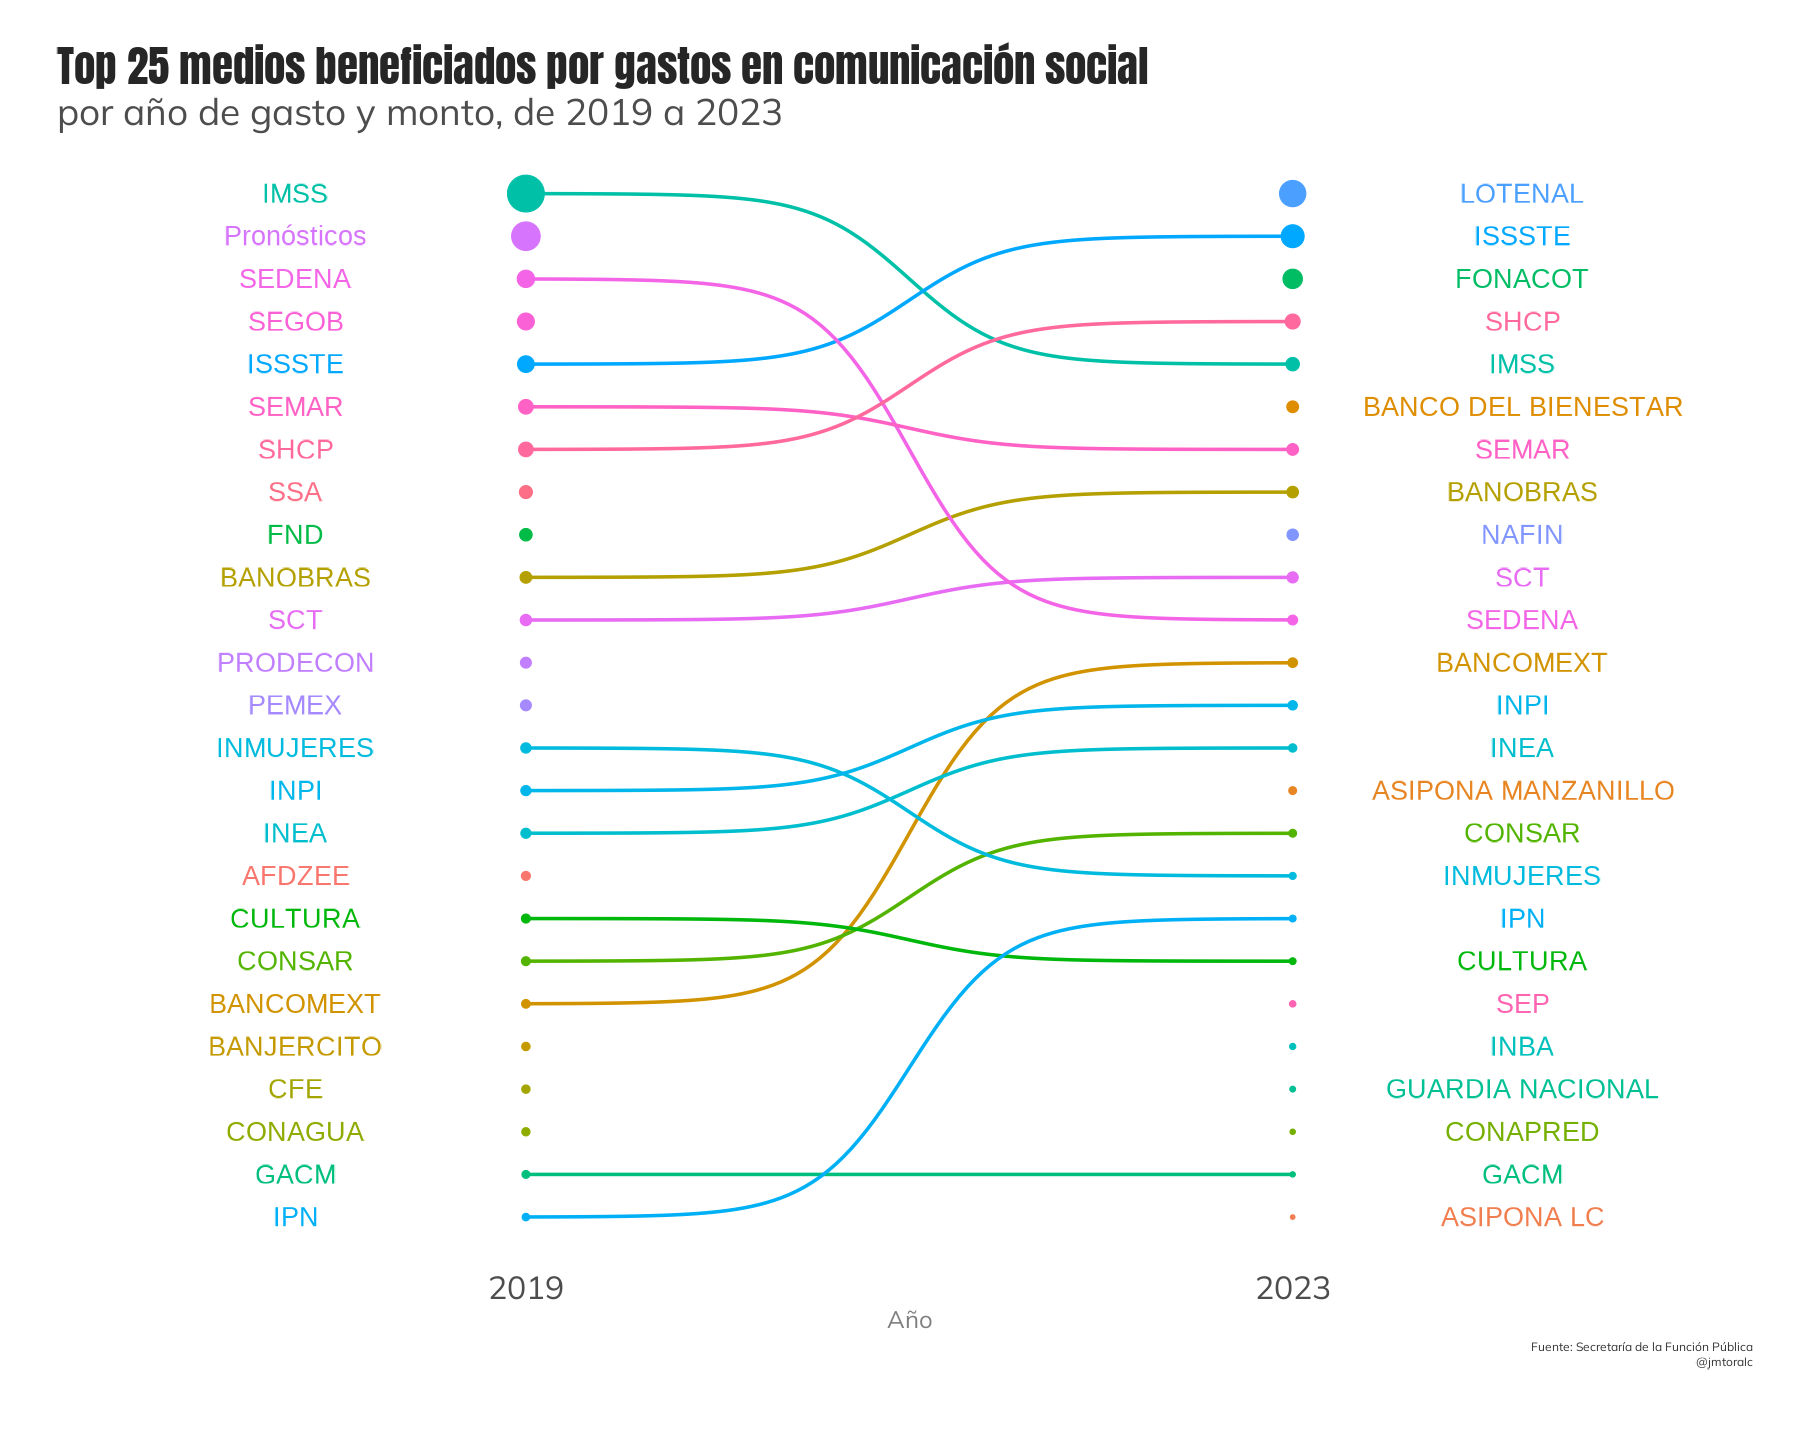 Top 25 medios beneficiados por gastos en comunicación social
por año de gasto y monto, de 2019 a 2023
IMSS
Pronósticos
SEDENA
SEGOB
ISSSTE
SEMAR
SHCP
SSA
FND
BANOBRAS
SCT
PRODECON
PEMEX
INMUJERES
INPI
INEA
AFDZEE
CULTURA
CONSAR
BANCOMEXT
BANJERCITO
CFE
CONAGUA
GACM
IPN
LOTENAL
ISSSTE
FONACOT
SHCP
IMSS
BANCO DEL BIENESTAR
SEMAR
BANOBRAS
NAFIN
SCT
SEDENA
BANCOMEXT
INPI
INEA
ASIPONA MANZANILLO
CONSAR
INMUJERES
IPN
CULTURA
SEP
INBA
GUARDIA NACIONAL
CONAPRED
GACM
ASIPONA LC
2019
2023
Año
Fuente: Secretaría de la Función Pública
@jmtoralc